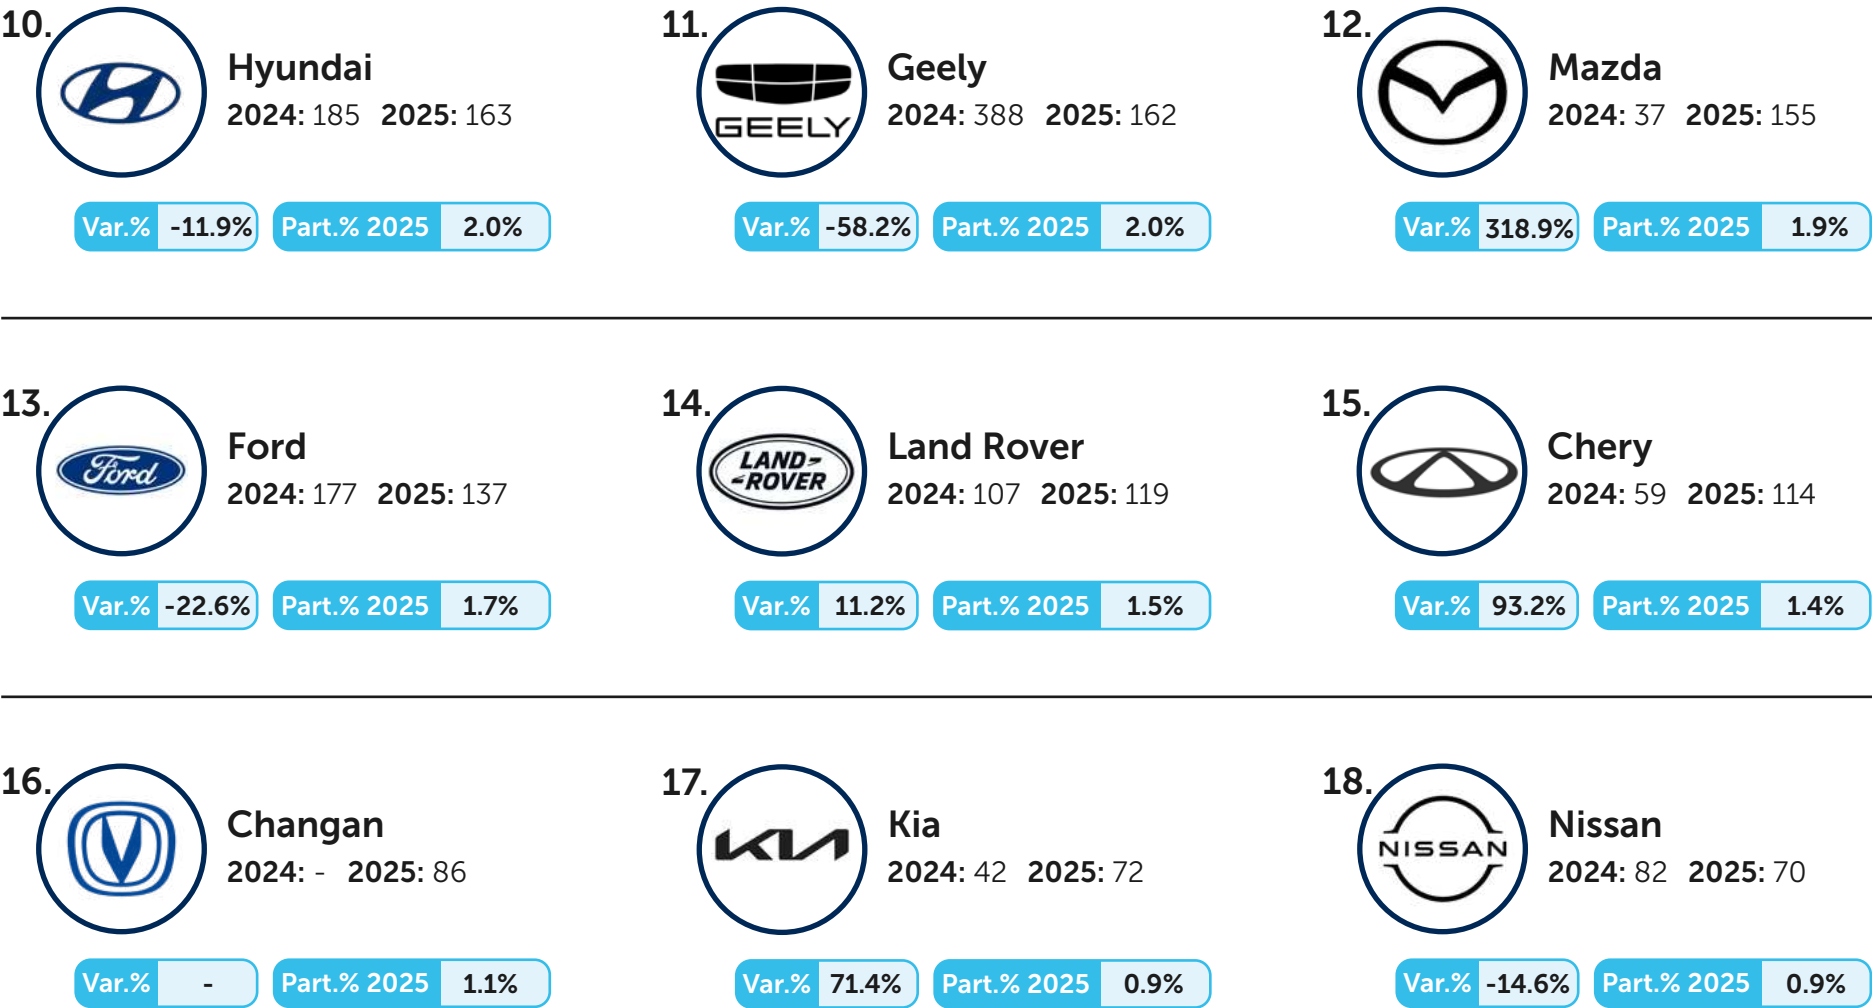 10.
Hyundai
2024: 185 2025: 163
Var.% -11.9% Part.% 2025 2.0%
11.
GEELY
Geely
2024: 388 2025: 162
Var.% -58.2% Part.% 2025 2.0%
12.
Mazda
2024: 37 2025: 155
Var.% 318.9% Part.% 2025 1.9%
13.
Ford
Ford
2024: 177 2025: 137
Var.% -22.6% Part.% 2025 1.7%
14.
LAND-
-ROVER
Land Rover
2024: 107 2025: 119
Var.% 11.2% Part.% 2025 1.5%
15.
Chery
2024: 59 2025: 114
Var.% 93.2% Part.% 2025 1.4%
16.
Changan
2024: - 2025: 86
Var.% - Part.% 2025 1.1%
17.
KIA
Kia
2024: 42 2025: 72
Var.% 71.4% Part.% 2025 0.9%
18.
NISSAN
Nissan
2024: 82 2025: 70
Var.% -14.6% Part.% 2025 0.9%